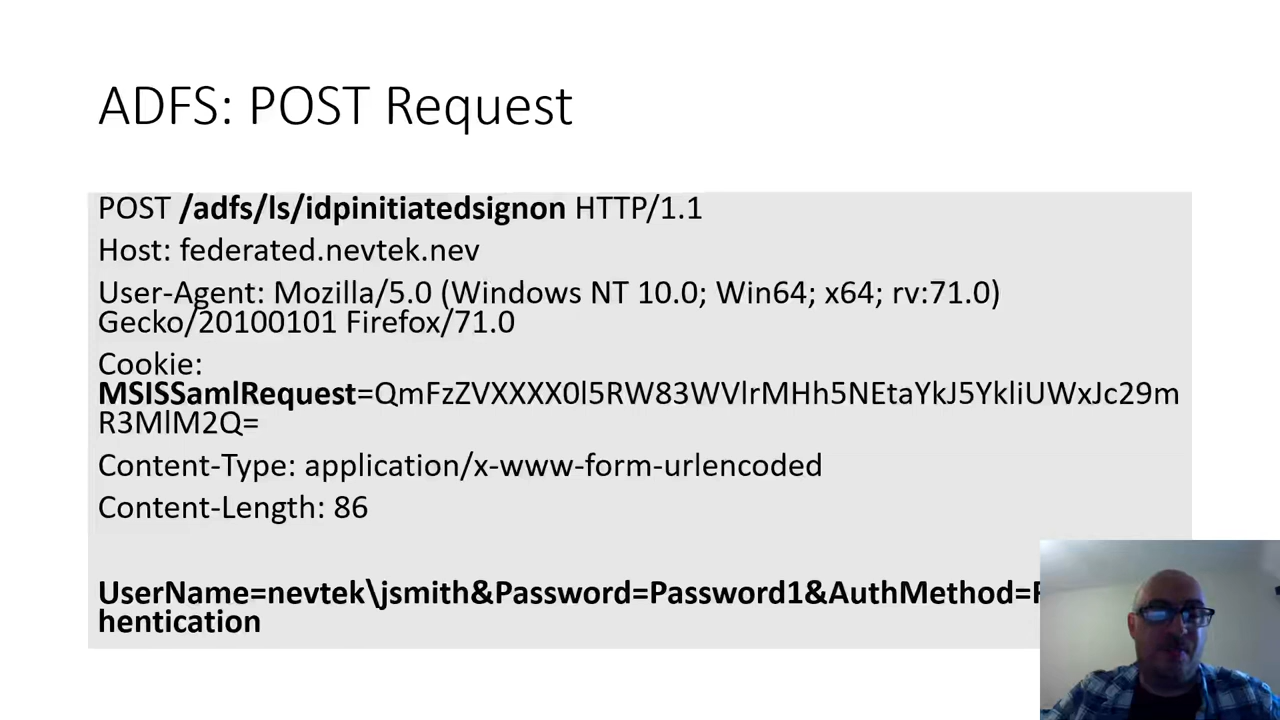 ADFS: POST Request
POST /adfs/ls/idpinitiatedsignon HTTP/1.1
Host: federated.nevtek.nev
User-Agent: Mozilla/5.0 (Windows NT 10.0; Win64; x64; rv:71.0)
Gecko/20100101 Firefox/71.0
Cookie:
MSISSamlRequest=QmFzZVXXXX0l5RW83WVlrMHh5NEtaYkJ5YkliUWxJc29m
R3MlM2Q=
Content-Type: application/x-www-form-urlencoded
Content-Length: 86
UserName=nevtek\jsmith&Password=Password1&AuthMethod=
hentication